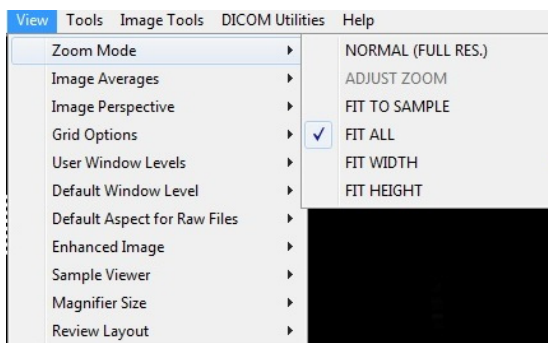 View Tools Image Tools DICOM Utilities Help
Zoom Mode
Image Averages
Image Perspective
Grid Options
User Window Levels
Default Window Level
Default Aspect for Raw Files
Enhanced Image
Sample Viewer
Magnifier Size
Review Layout
NORMAL (FULL RES.)
ADJUST ZOOM
FIT TO SAMPLE
FIT ALL
FIT WIDTH
FIT HEIGHT